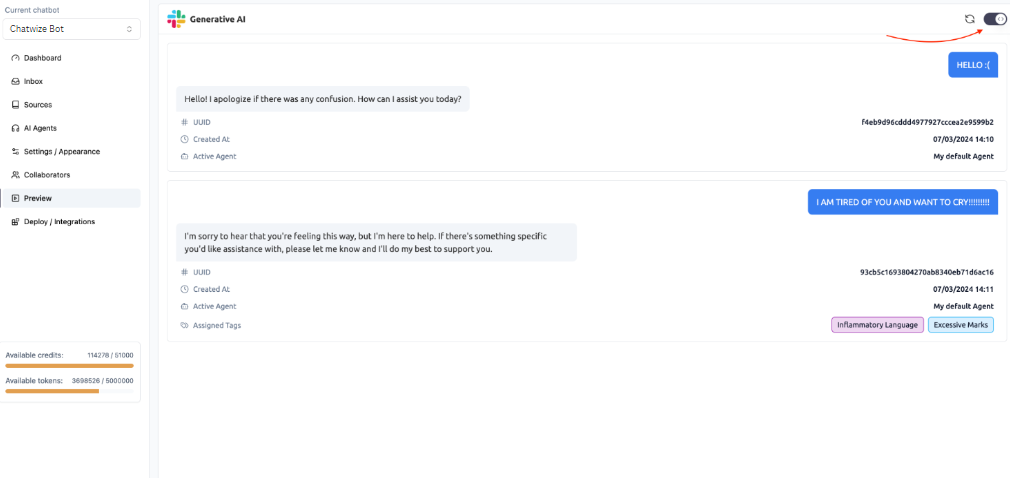 Current chatbot
Chatwize Bot
Dashboard
Inbox
Sources
AI Agents
Settings / Appearance
Collaborators
Preview
Deploy / Integrations
Available credits: 114278 / 51000
Available tokens: 3698526 / 5000000
Generative AI
HELLO :(
Hello! I apologize if there was any confusion. How can I assist you today?
# UUID f4eb9d96cddd4977927cccea2e9599b2
Created At 07/03/2024 14:10
Active Agent My default Agent
I AM TIRED OF YOU AND WANT TO CRY!!!!!!!!!
I'm sorry to hear that you're feeling this way, but I'm here to help. If there's something specific
you'd like assistance with, please let me know and I'll do my best to support you.
# UUID 93cb5c1693804270ab8340eb71d6ac16
Created At 07/03/2024 14:11
Active Agent My default Agent
Assigned Tags Inflammatory Language Excessive Marks